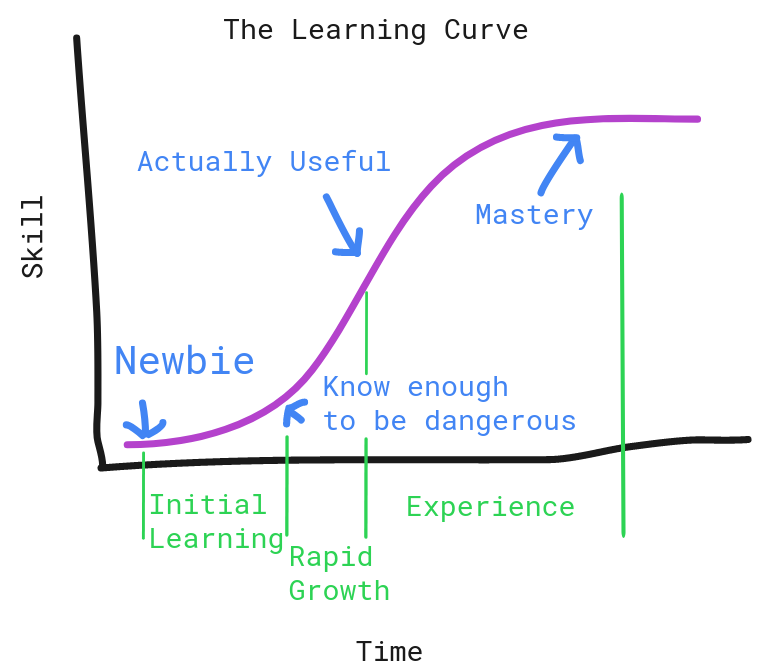 The Learning Curve
Actually Useful
Mastery
Skill
Newbie
Know enough
to be dangerous
Initial
Learning
Experience
Rapid
Growth
Time